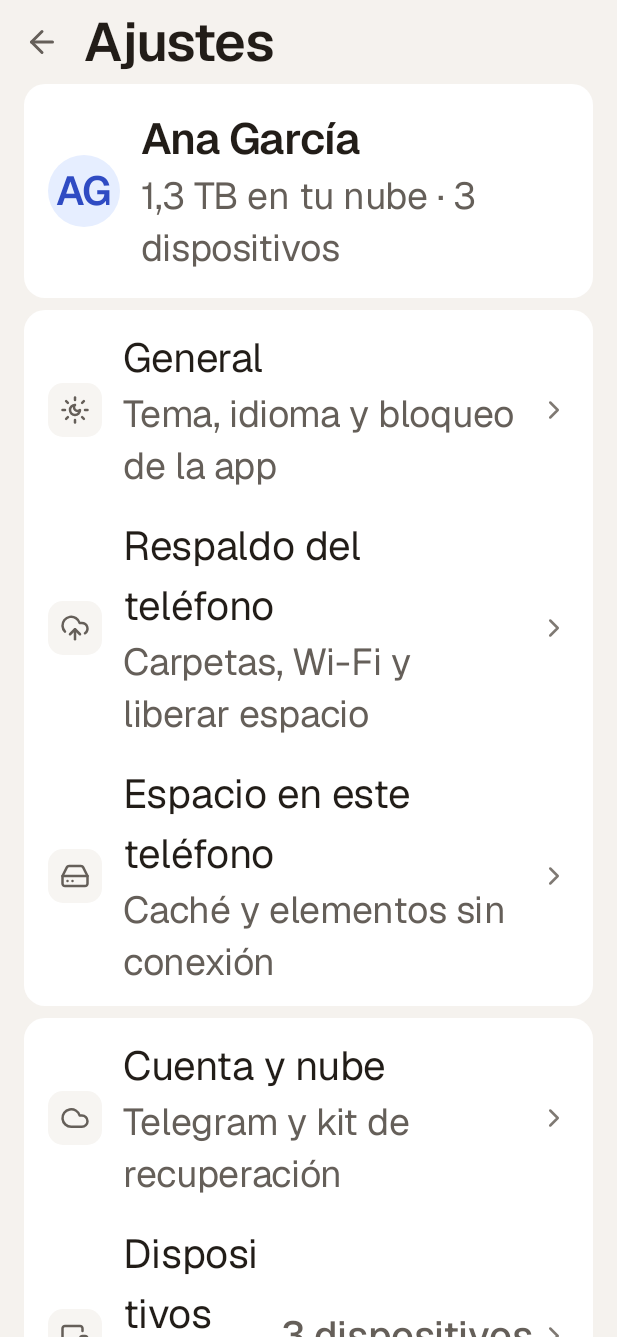 Ajustes
Ana García
AG
1,3 TB en tu nube · 3
dispositivos
General
Tema, idioma y bloqueo
de la app
Respaldo del
teléfono
Carpetas, Wi-Fi y
liberar espacio
Espacio en este
teléfono
Caché y elementos sin
conexión
Cuenta y nube
Telegram y kit de
recuperación
Disposi
tivos
3 dispositivos